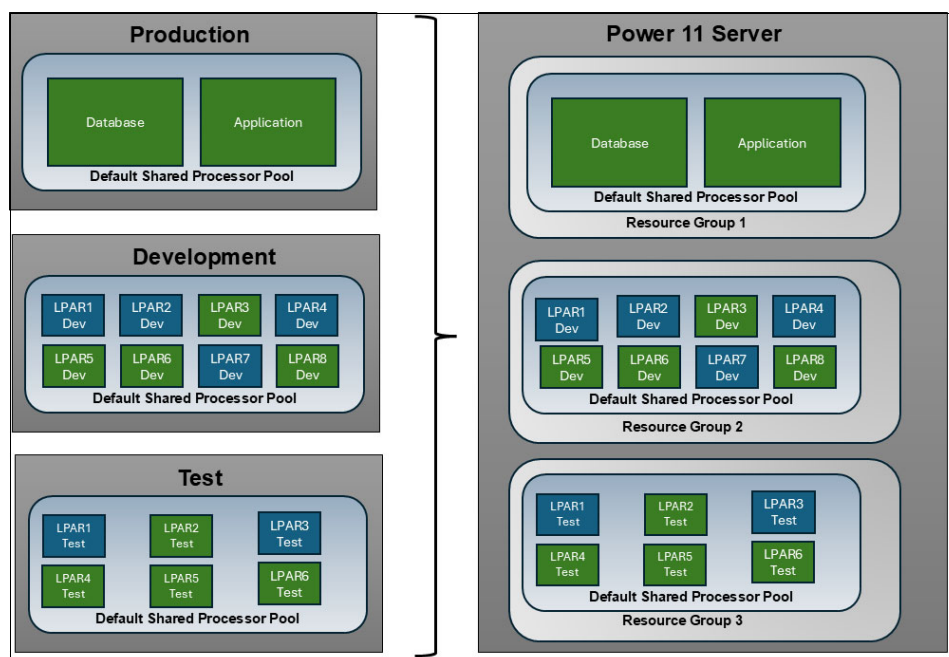 Production
Database
Application
Default Shared Processor Pool
Development
LPAR1
Dev
LPAR2
Dev
LPAR3
Dev
LPAR4
Dev
LPAR5
Dev
LPAR6
Dev
LPAR7
Dev
LPAR8
Dev
Default Shared Processor Pool
Test
LPAR1
Test
LPAR2
Test
LPAR3
Test
LPAR4
Test
LPAR5
Test
LPAR6
Test
Default Shared Processor Pool
Power 11 Server
Database
Application
Default Shared Processor Pool
Resource Group 1
LPAR1
Dev
LPAR2
Dev
LPAR3
Dev
LPAR4
Dev
LPAR5
Dev
LPAR6
Dev
LPAR7
Dev
LPAR8
Dev
Default Shared Processor Pool
Resource Group 2
LPAR1
Test
LPAR2
Test
LPAR3
Test
LPAR4
Test
LPAR5
Test
LPAR6
Test
Default Shared Processor Pool
Resource Group 3